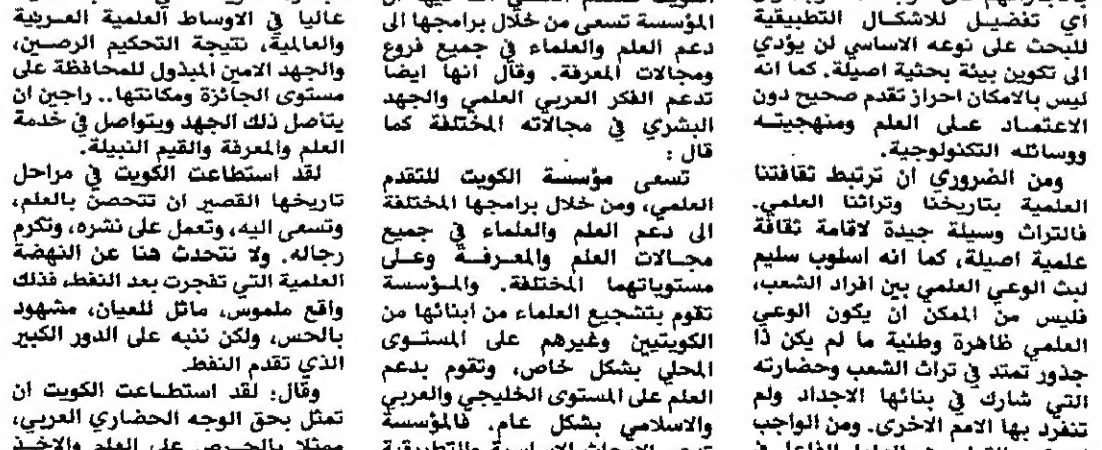 اي تفضيل للاشكال التطبيقية
للبحث على نوعه الاساسي لن يؤدي
الى تكوين بيئة بحثية اصيلة. كما انه
ليس بالامكان احراز تقدم صحيح دون
الاعتماد على العلم ومنهجيته
ووسائله التكنولوجية.
ومن الضروري ان ترتبط ثقافتنا
العلمية بتاريخنا وتراثنا العلمي.
فالتراث وسيلة جيدة لاقامة ثقافة
علمية اصيلة، كما انه اسلوب سليم
لبث الوعي العلمي بين افراد الشعب،
فليس من الممكن ان يكون الوعي
العلمي ظاهرة وطنية ما لم يكن ذا
جذور تمتد في تراث الشعب وحضارته
التي شارك في بنائها الاجداد ولم
تنفرد بها الامم الاخرى. ومن الواجب
المؤسسة تسعى من خلال برامجها الى
دعم العلم والعلماء في جميع فروع
ومجالات المعرفة. وقال انها ايضا
تدعم الفكر العربي العلمي والجهد
البشري في مجالاته المختلفة كما
قال :
تسعى مؤسسة الكويت للتقدم
العلمي، ومن خلال برامجها المختلفة
الى دعم العلم والعلماء في جميع
مجالات العلم والمعرفة وعلى
مستوياتهما المختلفة. والمؤسسة
تقوم بتشجيع العلماء من ابنائها من
الكويتيين وغيرهم على المستوى
المحلي بشكل خاص، وتقوم بدعم
العلم على المستوى الخليجي والعربي
والاسلامي بشكل عام. فالمؤسسة
عاليا في الاوساط العلمية العربية
والعالمية، نتيجة التحكيم الرصين،
والجهد الامين المبذول للمحافظة على
مستوى الجائزة ومكانتها.. راجين ان
يتأصل ذلك الجهد ويتواصل في خدمة
العلم والمعرفة والقيم النبيلة.
لقد استطاعت الكويت في مراحل
تاريخها القصير ان تتحصن بالعلم،
وتسعى اليه، وتعمل على نشره، وتكرم
رجاله. ولا نتحدث هنا عن النهضة
العلمية التي تفجرت بعد النفط، فذلك
واقع ملموس، ماثل للعيان، مشهود
بالحس، ولكن ننبه على الدور الكبير
الذي تقدم النفط.
وقال: لقد استطاعت الكويت ان
تمثل بحق الوجه الحضاري العربي،
ممثلا بالحرص على العلم والاخذ